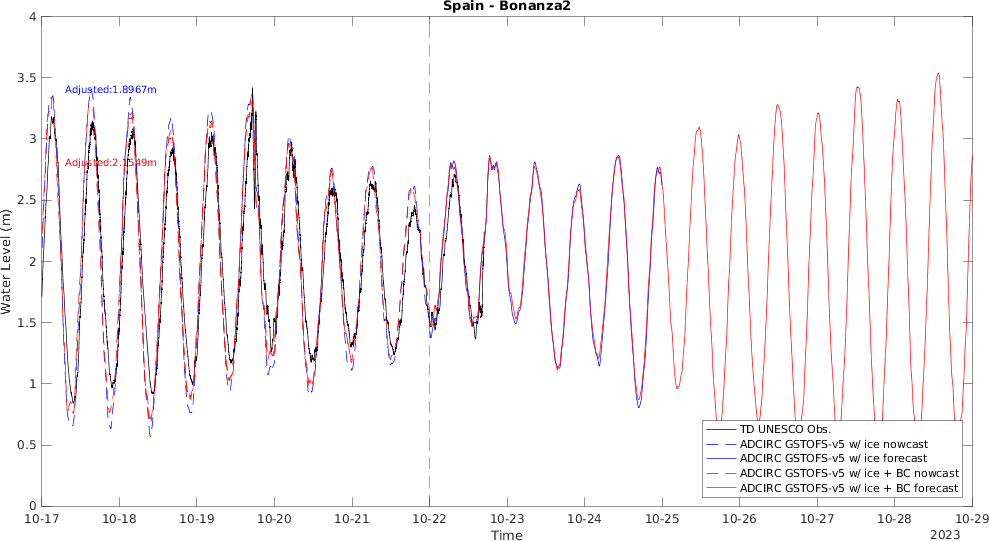 Spain - Bonanza2
4
3.5
3
2.5
2
1.5
1
0.5
0
Water Level (m)
Adjusted:1.8967m
Adjusted:2.1549m
TD UNESCO Obs.
ADCIRC GSTOFS-v5 w/ ice nowcast
ADCIRC GSTOFS-v5 w/ ice forecast
ADCIRC GSTOFS-v5 w/ ice + BC nowcast
ADCIRC GSTOFS-v5 w/ ice + BC forecast
10-17 10-18 10-19 10-20 10-21 10-22 10-23 10-24 10-25 10-26 10-27 10-28 10-29
Time
2023